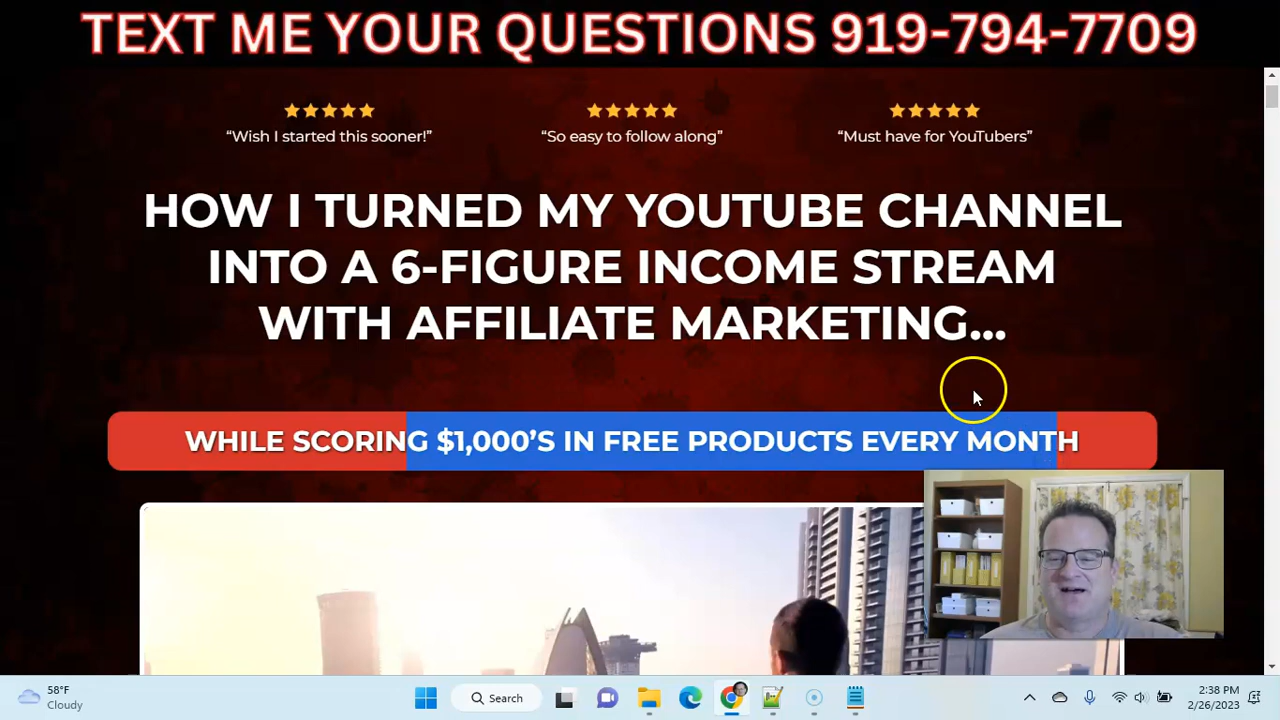 TEXT ME YOUR QUESTIONS 919-794-7709
“Wish I started this sooner!”
“So easy to follow along”
“Must have for YouTubers”
HOW I TURNED MY YOUTUBE CHANNEL
INTO A 6-FIGURE INCOME STREAM
WITH AFFILIATE MARKETING...
WHILE SCORING $1,000’S IN FREE PRODUCTS EVERY MONTH
58°F
Cloudy
Search
2:38 PM
2/26/2023